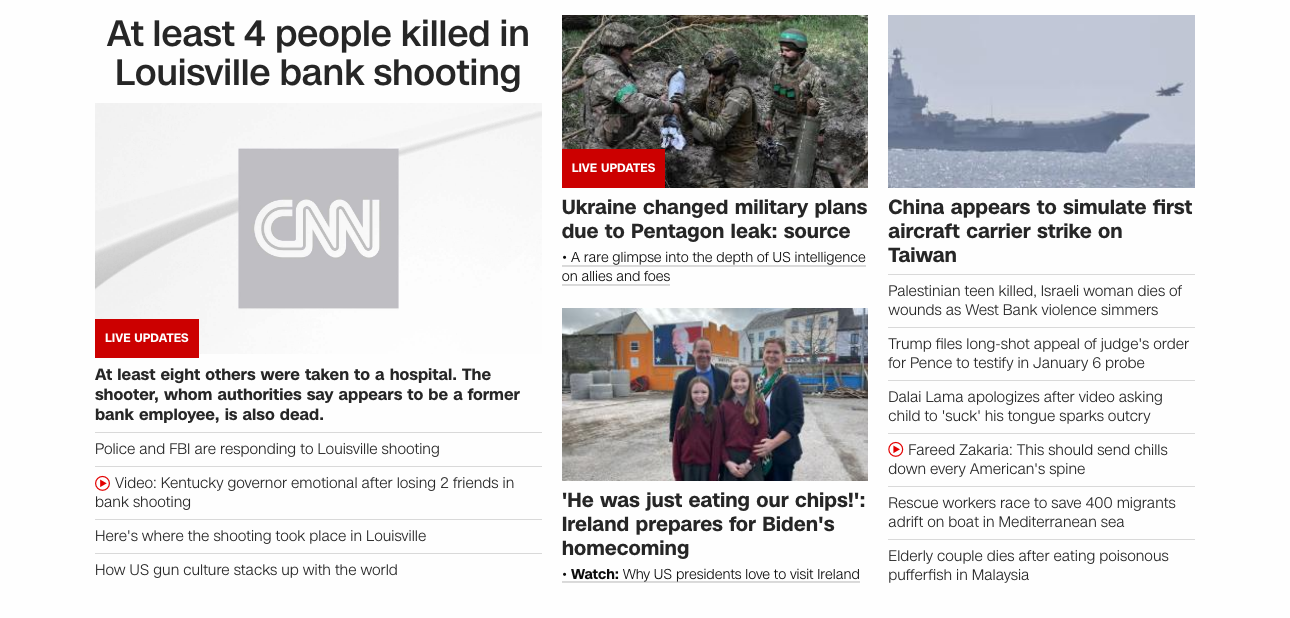 At least 4 people killed in
Louisville bank shooting
CNN
LIVE UPDATES
At least eight others were taken to a hospital. The
shooter, whom authorities say appears to be a former
bank employee, is also dead.
Police and FBI are responding to Louisville shooting
Video: Kentucky governor emotional after losing 2 friends in
bank shooting
Here's where the shooting took place in Louisville
How US gun culture stacks up with the world
LIVE UPDATES
Ukraine changed military plans
due to Pentagon leak: source
• A rare glimpse into the depth of US intelligence
on allies and foes
'He was just eating our chips!':
Ireland prepares for Biden's
homecoming
• Watch: Why US presidents love to visit Ireland
China appears to simulate first
aircraft carrier strike on
Taiwan
Palestinian teen killed, Israeli woman dies of
wounds as West Bank violence simmers
Trump files long-shot appeal of judge's order
for Pence to testify in January 6 probe
Dalai Lama apologizes after video asking
child to 'suck' his tongue sparks outcry
Fareed Zakaria: This should send chills
down every American's spine
Rescue workers race to save 400 migrants
adrift on boat in Mediterranean sea
Elderly couple dies after eating poisonous
pufferfish in Malaysia